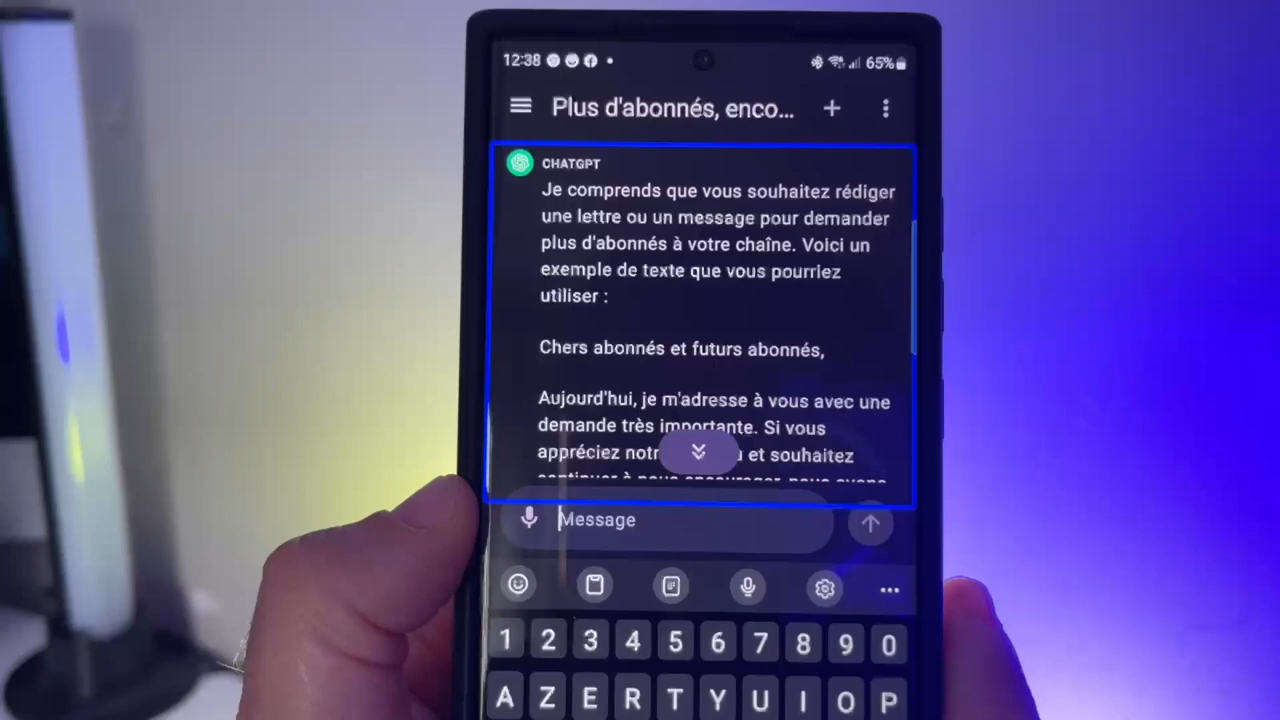 12:38
65%
Plus d'abonnés, enco...
CHATGPT
Je comprends que vous souhaitez rédiger
une lettre ou un message pour demander
plus d'abonnés à votre chaîne. Voici un
exemple de texte que vous pourriez
utiliser :
Chers abonnés et futurs abonnés,
Aujourd'hui, je m'adresse à vous avec une
demande très importante. Si vous
appréciez et souhaitez
Message
1 2 3 4 5 6 7 8 9 0
A Z E R T Y U I O P